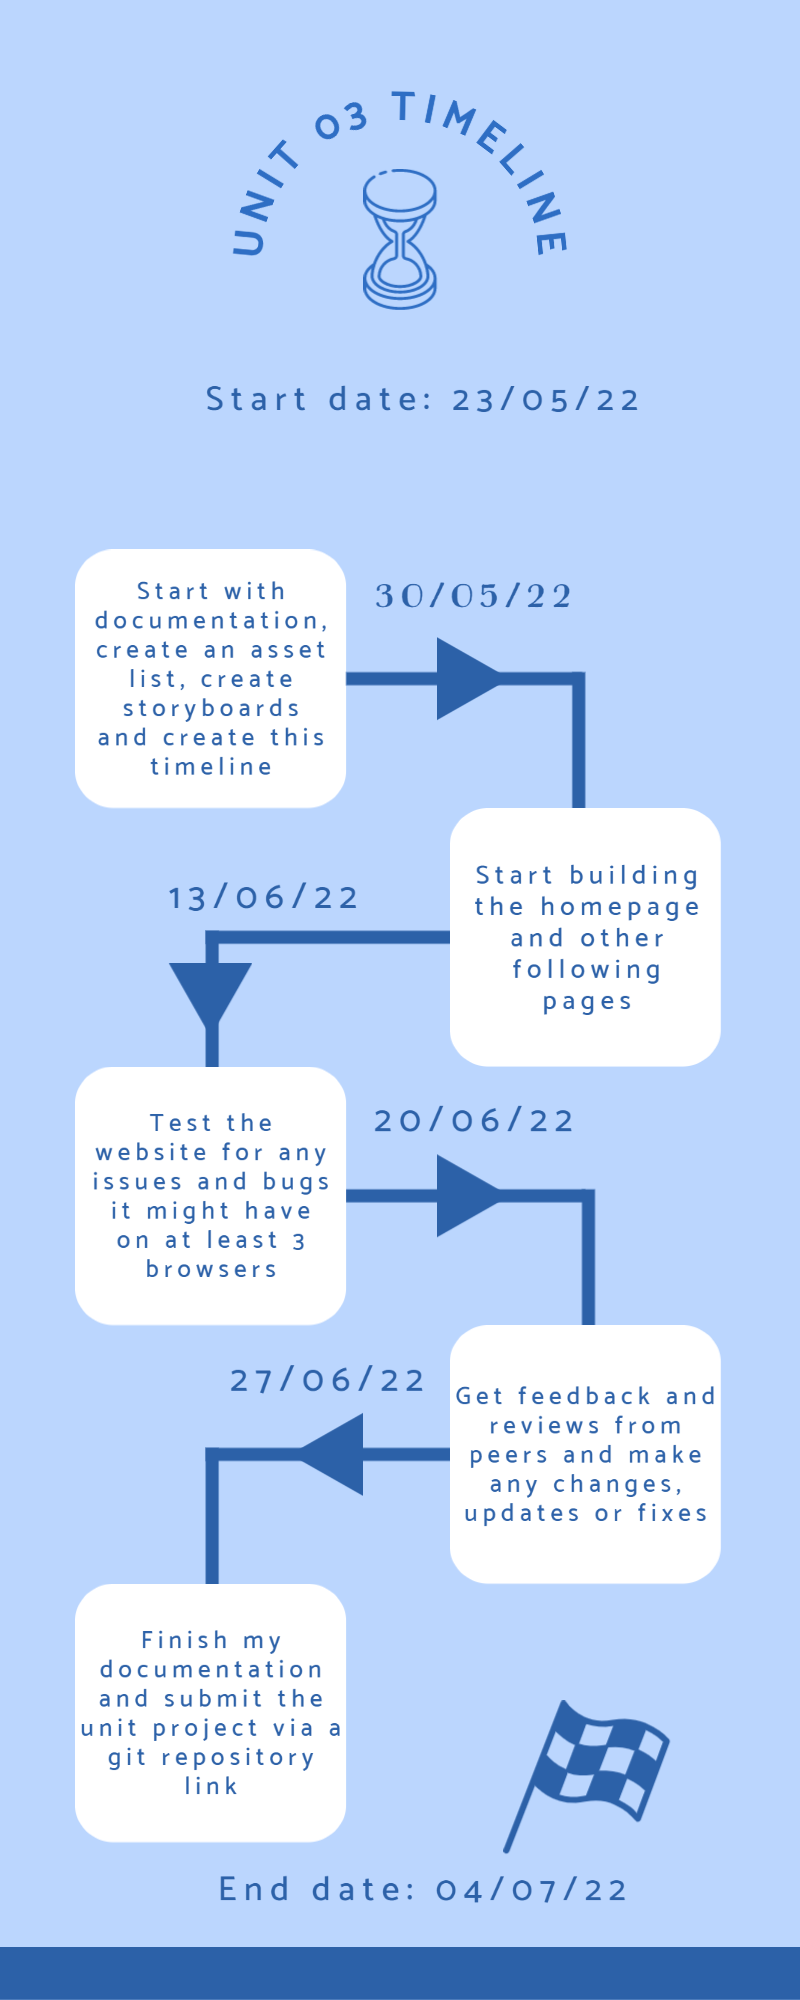 UNIT 03 TIMELINE
Start date: 23/05/22
Start with
documentation,
create an asset
list, create
storyboards
and create this
timeline
30/05/22
Start building
the homepage
and other
following
pages
13/06/22
Test the
website for any
issues and bugs
it might have
on at least 3
browsers
20/06/22
Get feedback and
reviews from
peers and make
any changes,
updates or fixes
27/06/22
Finish my
documentation
and submit the
unit project via a
git repository
link
End date: 04/07/22